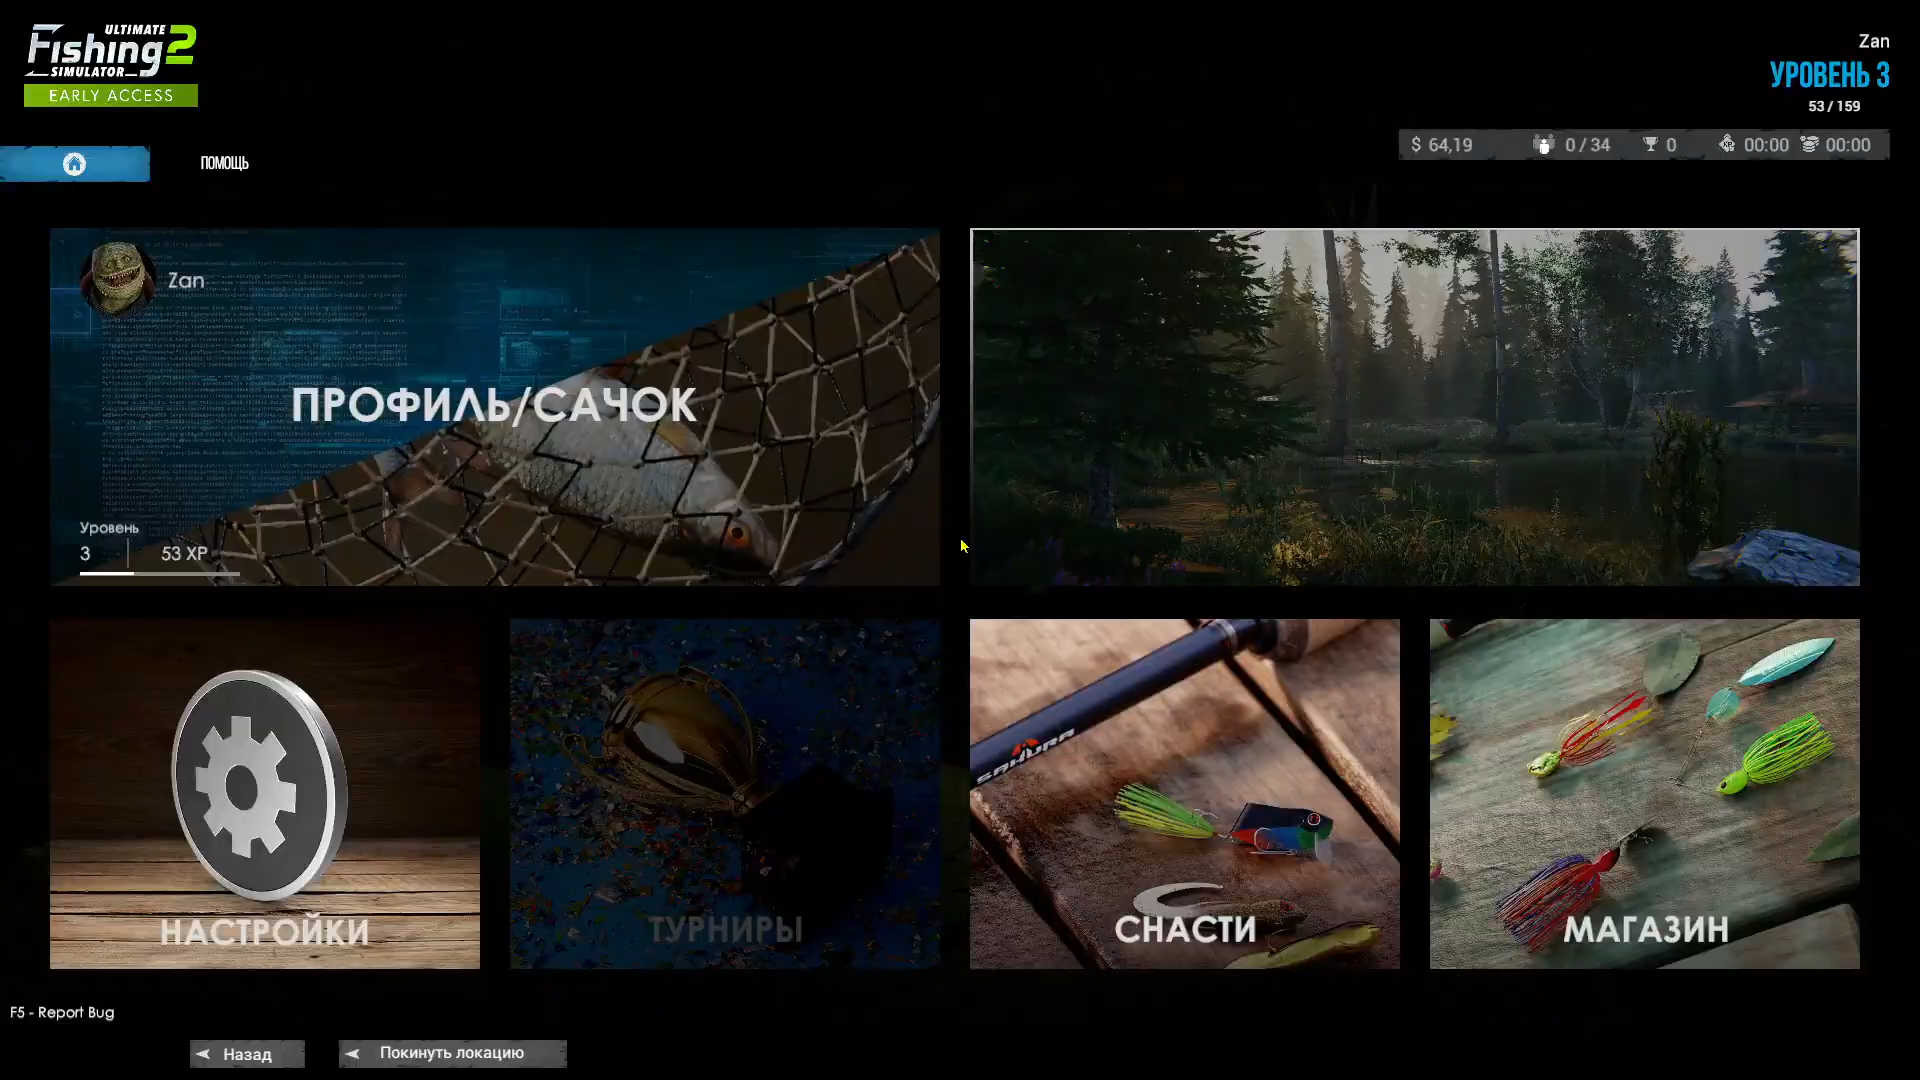 ULTIMATE
Fishing 2
SIMULATOR
EARLY ACCESS
Zan
УРОВЕНЬ 3
53 / 159
$ 64,19
0 / 34
0
XP 00:00
00:00
ПОМОЩЬ
Zan
ПРОФИЛЬ/САЧОК
Уровень
3 53 XP
SAKURA
НАСТРОЙКИ
ТУРНИРЫ
СНАСТИ
МАГАЗИН
F5 - Report Bug
Назад
Покинуть локацию